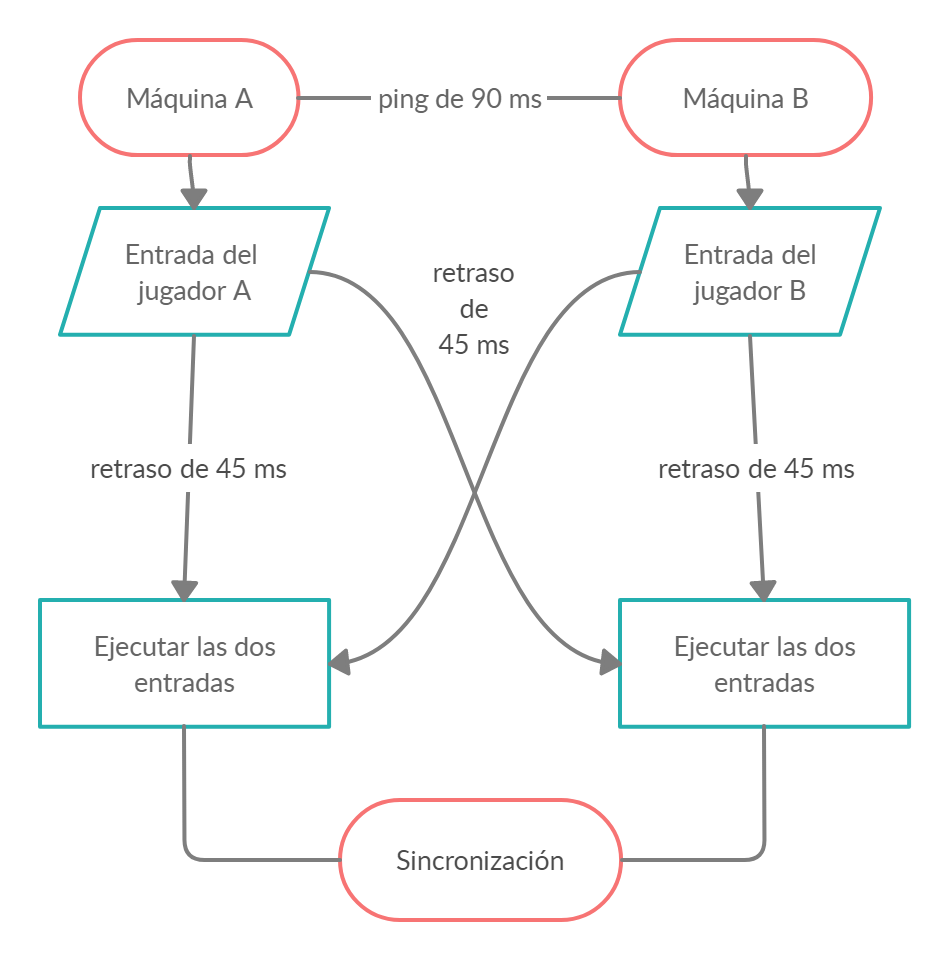 Máquina A
ping de 90 ms
Máquina B
Entrada del
jugador A
retraso
de
45 ms
Entrada del
jugador B
retraso de 45 ms
retraso de 45 ms
Ejecutar las dos
entradas
Ejecutar las dos
entradas
Sincronización